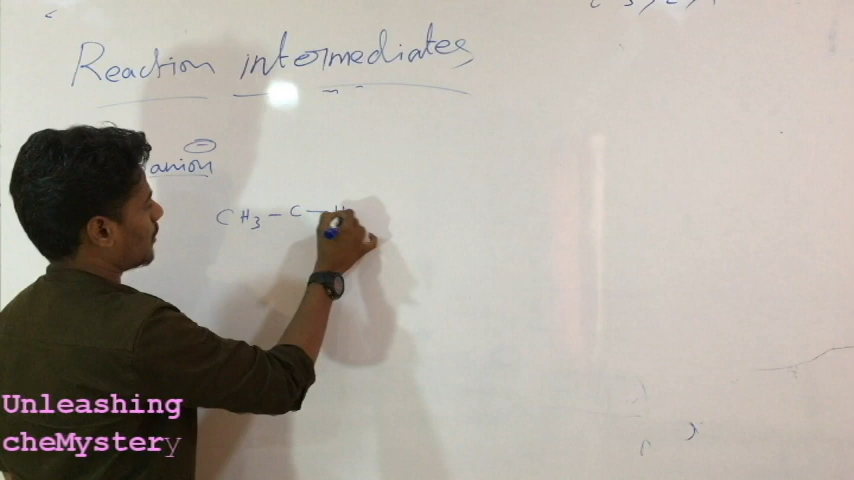 Reaction intermediates
anion
CH3 - C - H
Unleashing
cheMystery